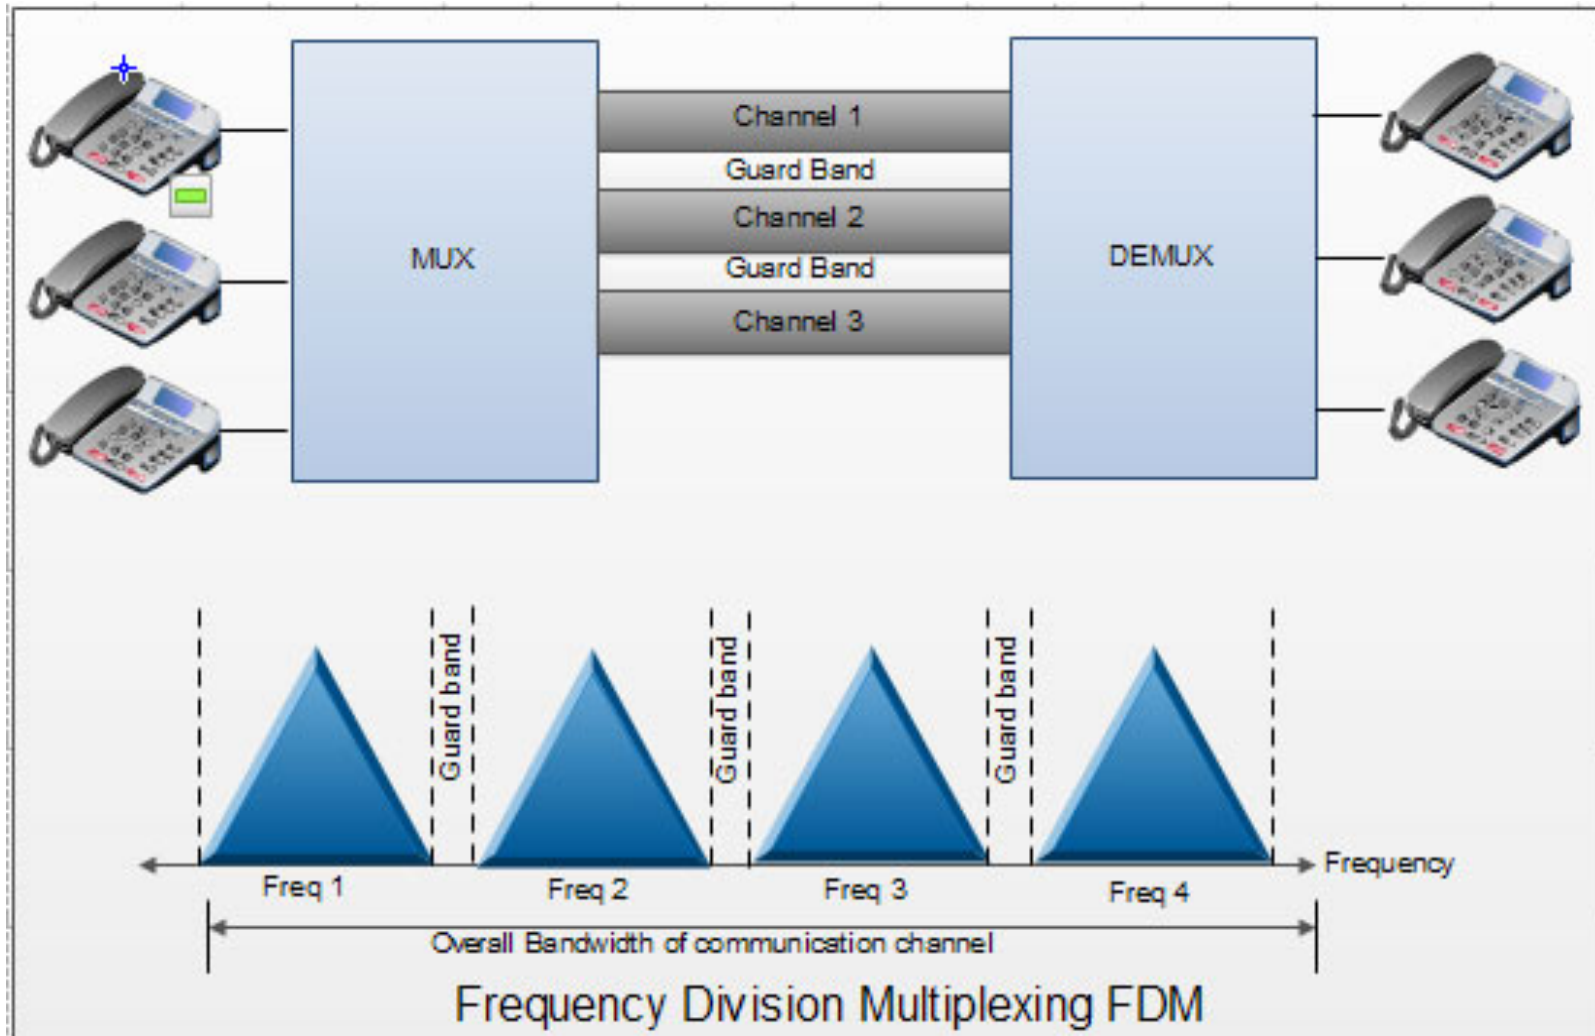 Channel 1
Guard Band
Channel 2
Guard Band
Channel 3
MUX
DEMUX
Guard band
Guard band
Guard band
Frequency
Freq 1
Freq 2
Freq 3
Freq 4
Overall Bandwidth of communication channel
Frequency Division Multiplexing FDM